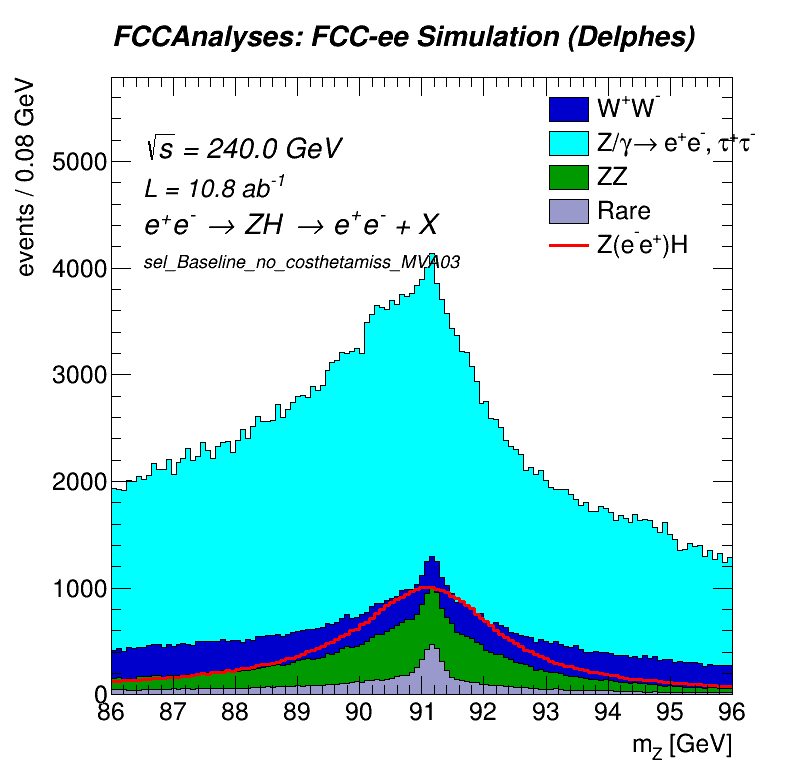 FCCAnalyses: FCC-ee Simulation (Delphes)
events / 0.08 GeV
√s = 240.0 GeV
L = 10.8 ab⁻¹
e⁺e⁻ → ZH → e⁺e⁻ + X
sel_Baseline_no_costhetamiss_MVA03
W⁺W⁻
Z/γ→ e⁺e⁻, τ⁺τ⁻
ZZ
Rare
Z(e⁻e⁺)H
5000
4000
3000
2000
1000
0
86 87 88 89 90 91 92 93 94 95 96
m_Z [GeV]